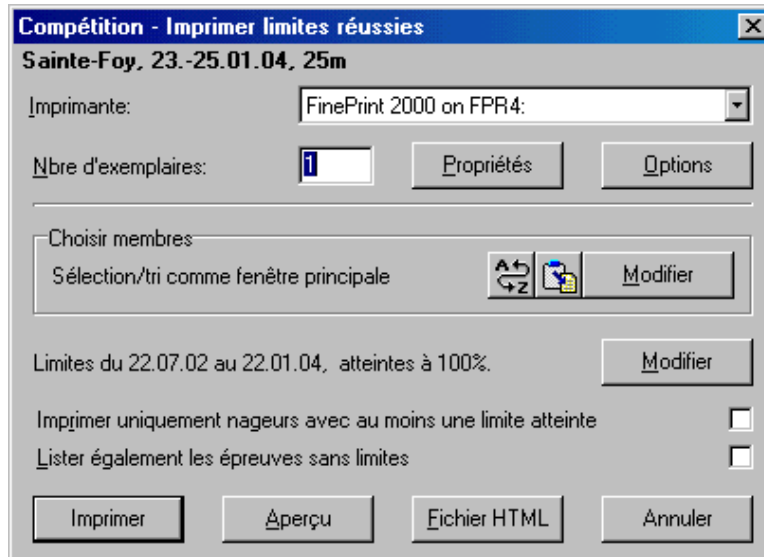 Compétition - Imprimer limites réussies
Sainte-Foy, 23.-25.01.04, 25m
Imprimante: FinePrint 2000 on FPR4:
Nbre d'exemplaires: 1 Propriétés Options
Choisir membres
Sélection/tri comme fenêtre principale A Z Modifier
Limites du 22.07.02 au 22.01.04, atteintes à 100%. Modifier
Imprimer uniquement nageurs avec au moins une limite atteinte
Lister également les épreuves sans limites
Imprimer Aperçu Fichier HTML Annuler